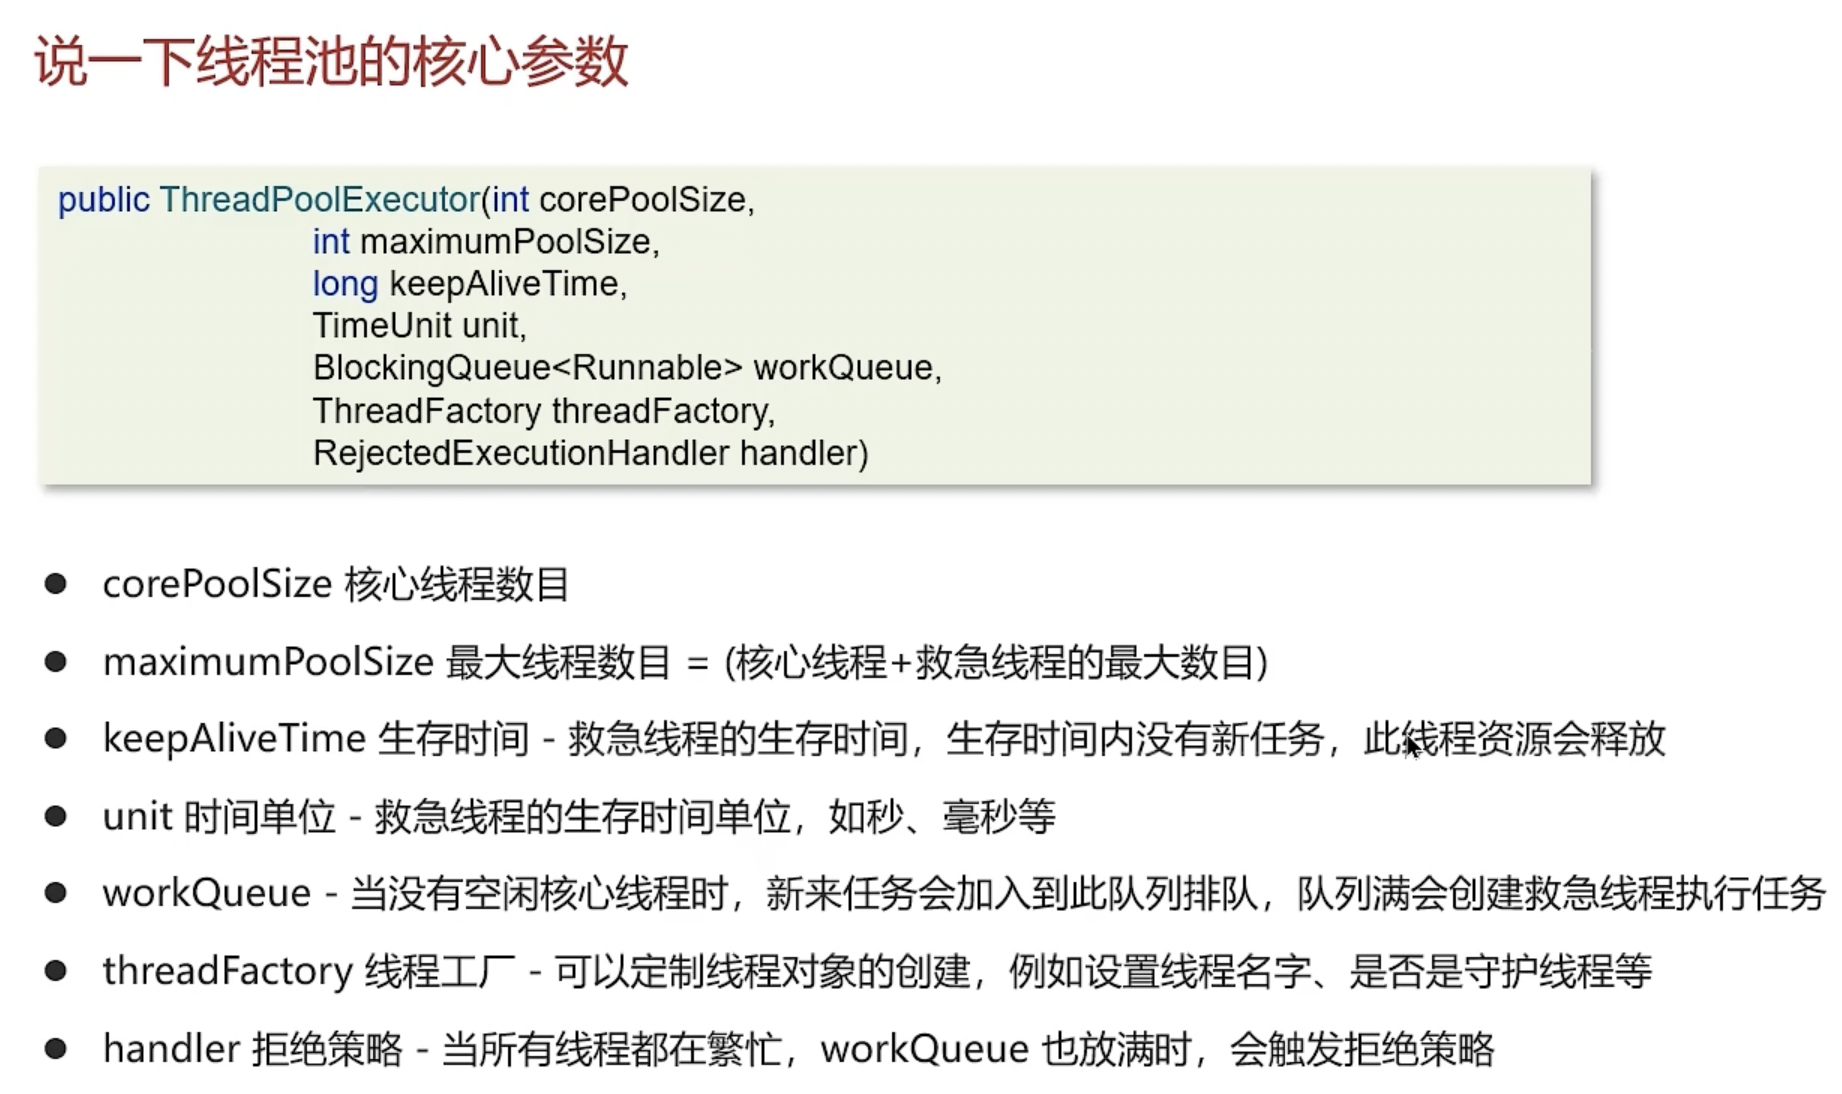 说一下线程池的核心参数
public ThreadPoolExecutor(int corePoolSize,
int maximumPoolSize,
long keepAliveTime,
TimeUnit unit,
BlockingQueue<Runnable> workQueue,
ThreadFactory threadFactory,
RejectedExecutionHandler handler)
● corePoolSize 核心线程数目
● maximumPoolSize 最大线程数目 = (核心线程+救急线程的最大数目)
● keepAliveTime 生存时间 - 救急线程的生存时间，生存时间内没有新任务，此线程资源会释放
● unit 时间单位 - 救急线程的生存时间单位，如秒、毫秒等
● workQueue - 当没有空闲核心线程时，新来任务会加入到此队列排队，队列满会创建救急线程执行任务
● threadFactory 线程工厂 - 可以定制线程对象的创建，例如设置线程名字、是否是守护线程等
● handler 拒绝策略 - 当所有线程都在繁忙，workQueue 也放满时，会触发拒绝策略